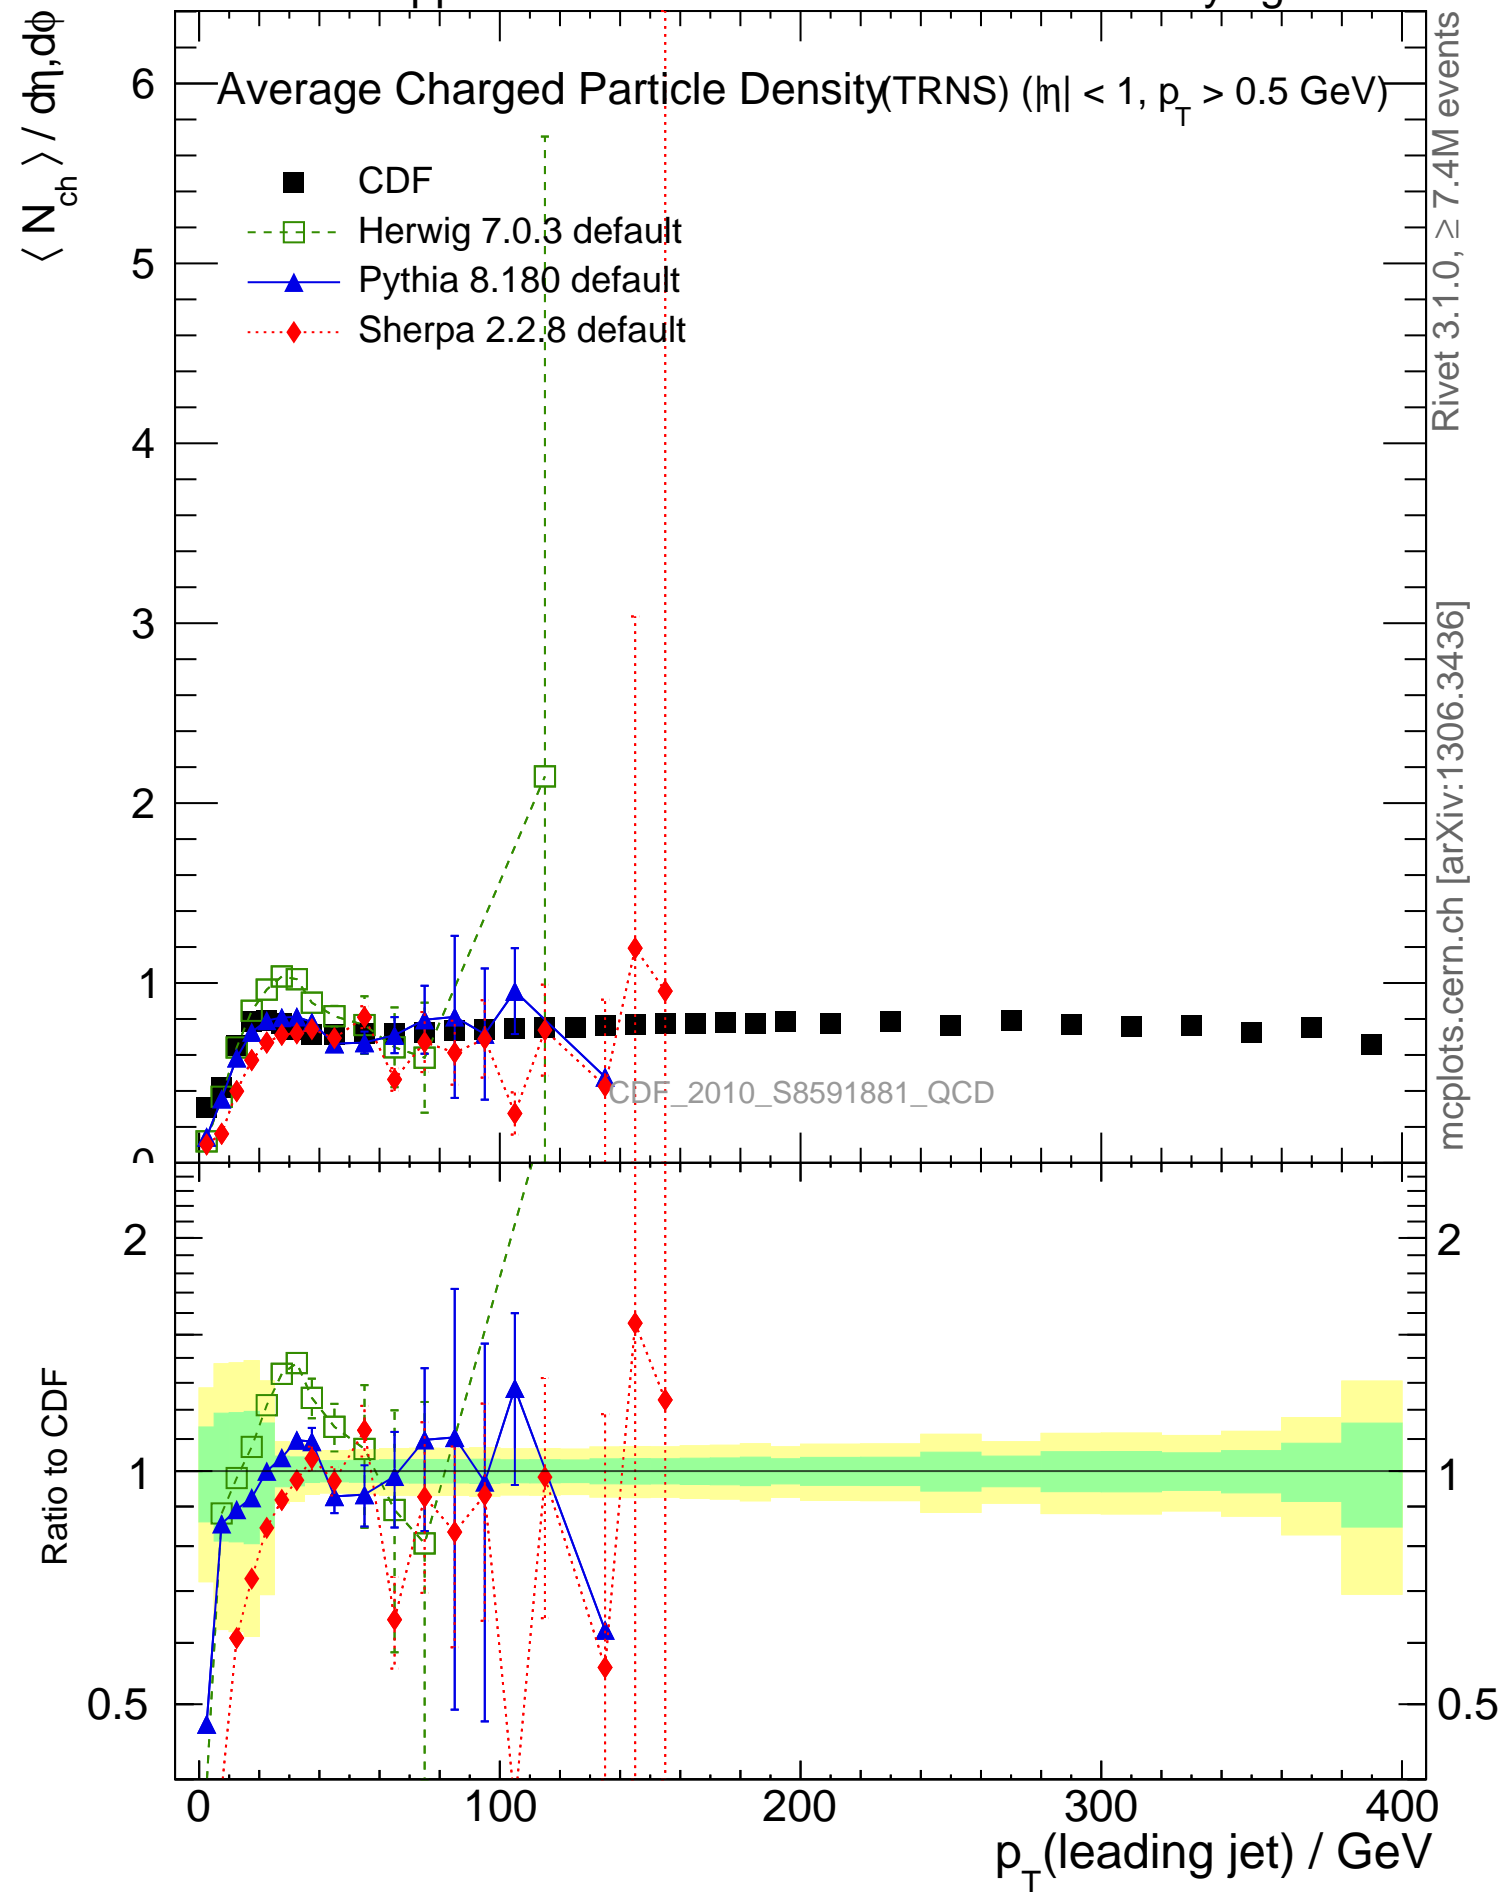 Average Charged Particle Density (TRNS) (|η| < 1, p_T > 0.5 GeV)
⟨ N_ch ⟩ / dη,dϕ
CDF
Herwig 7.0.3 default
Pythia 8.180 default
Sherpa 2.2.8 default
6
5
4
3
2
1
0
CDF_2010_S8591881_QCD
Rivet 3.1.0, ≥ 7.4M events
mcplots.cern.ch [arXiv:1306.3436]
Ratio to CDF
2 2
1 1
0.5 0.5
0 100 200 300 400
p_T(leading jet) / GeV